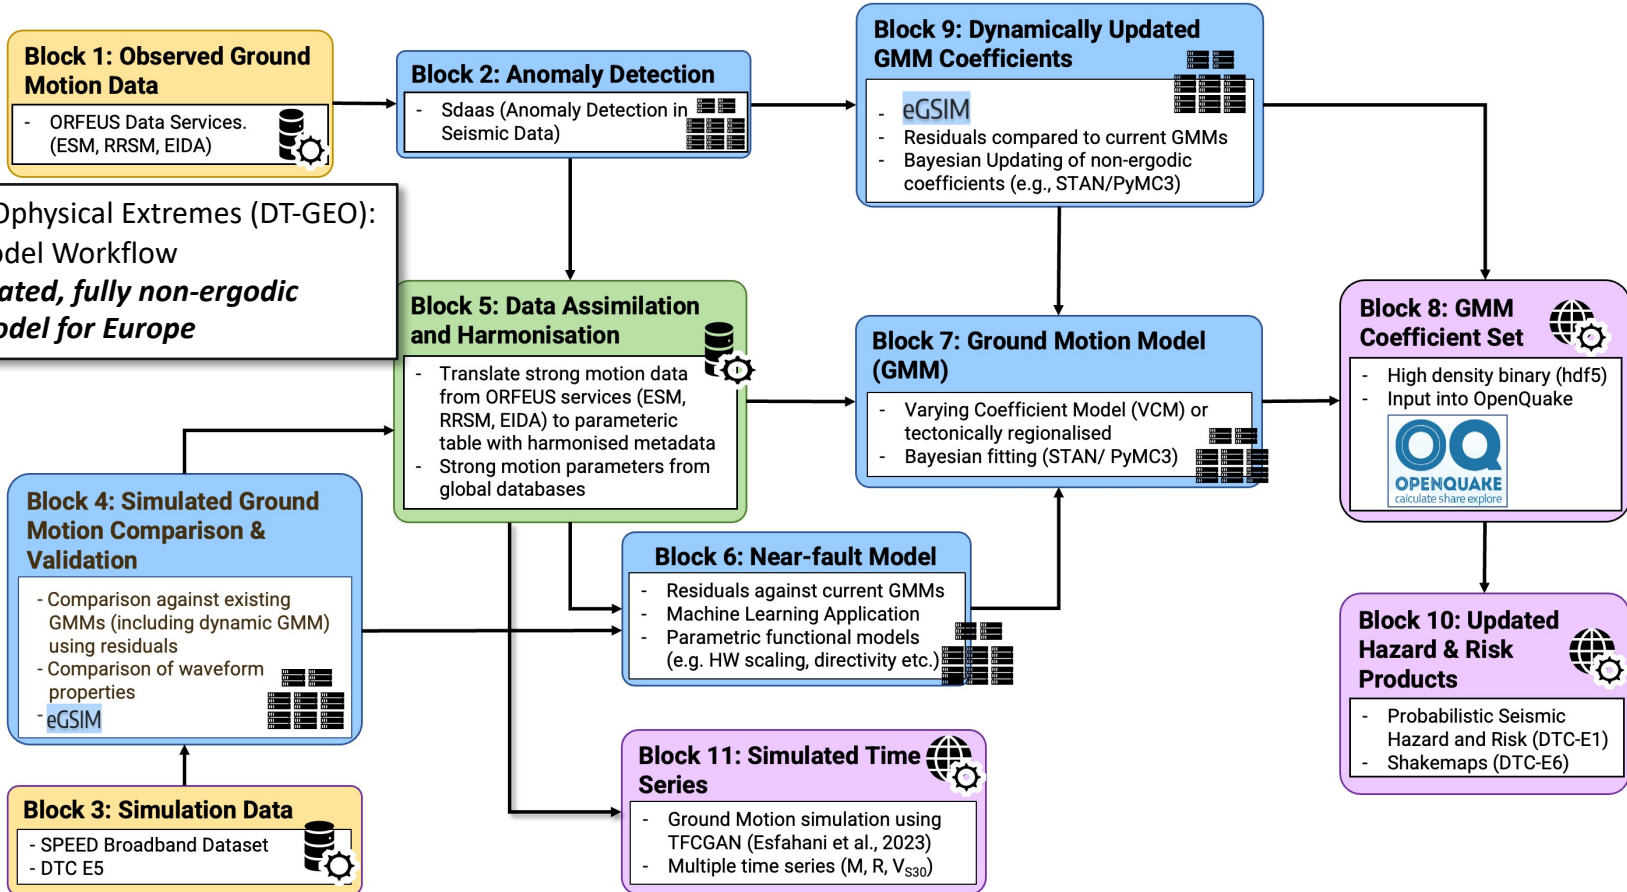 Block 1: Observed Ground
Motion Data
- ORFEUS Data Services.
(ESM, RRSM, EIDA)
Block 2: Anomaly Detection
- Sdaas (Anomaly Detection in
Seismic Data)
Block 9: Dynamically Updated
GMM Coefficients
- eGSIM
- Residuals compared to current GMMs
- Bayesian Updating of non-ergodic
coefficients (e.g., STAN/PyMC3)
Ophysical Extremes (DT-GEO):
odel Workflow
ated, fully non-ergodic
odel for Europe
Block 5: Data Assimilation
and Harmonisation
- Translate strong motion data
from ORFEUS services (ESM,
RRSM, EIDA) to parameteric
table with harmonised metadata
- Strong motion parameters from
global databases
Block 7: Ground Motion Model
(GMM)
- Varying Coefficient Model (VCM) or
tectonically regionalised
- Bayesian fitting (STAN/ PyMC3)
Block 8: GMM
Coefficient Set
- High density binary (hdf5)
- Input into OpenQuake
OQ
OPENQUAKE
calculate share explore
Block 4: Simulated Ground
Motion Comparison &
Validation
- Comparison against existing
GMMs (including dynamic GMM)
using residuals
- Comparison of waveform
properties
- eGSIM
Block 6: Near-fault Model
- Residuals against current GMMs
- Machine Learning Application
- Parametric functional models
(e.g. HW scaling, directivity etc.)
Block 10: Updated
Hazard & Risk
Products
- Probabilistic Seismic
Hazard and Risk (DTC-E1)
- Shakemaps (DTC-E6)
Block 11: Simulated Time
Series
- Ground Motion simulation using
TFCGAN (Esfahani et al., 2023)
- Multiple time series (M, R, VS30)
Block 3: Simulation Data
- SPEED Broadband Dataset
- DTC E5